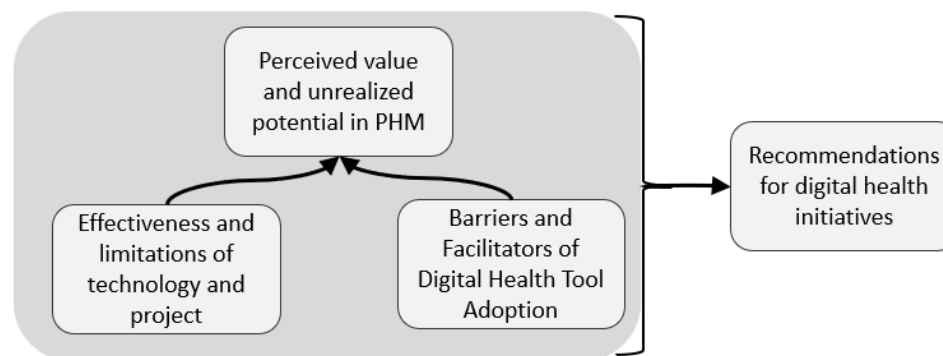 Perceived value
and unrealized
potential in PHM
Effectiveness and
limitations of
technology and
project
Barriers and
Facilitators of
Digital Health Tool
Adoption
Recommendations
for digital health
initiatives